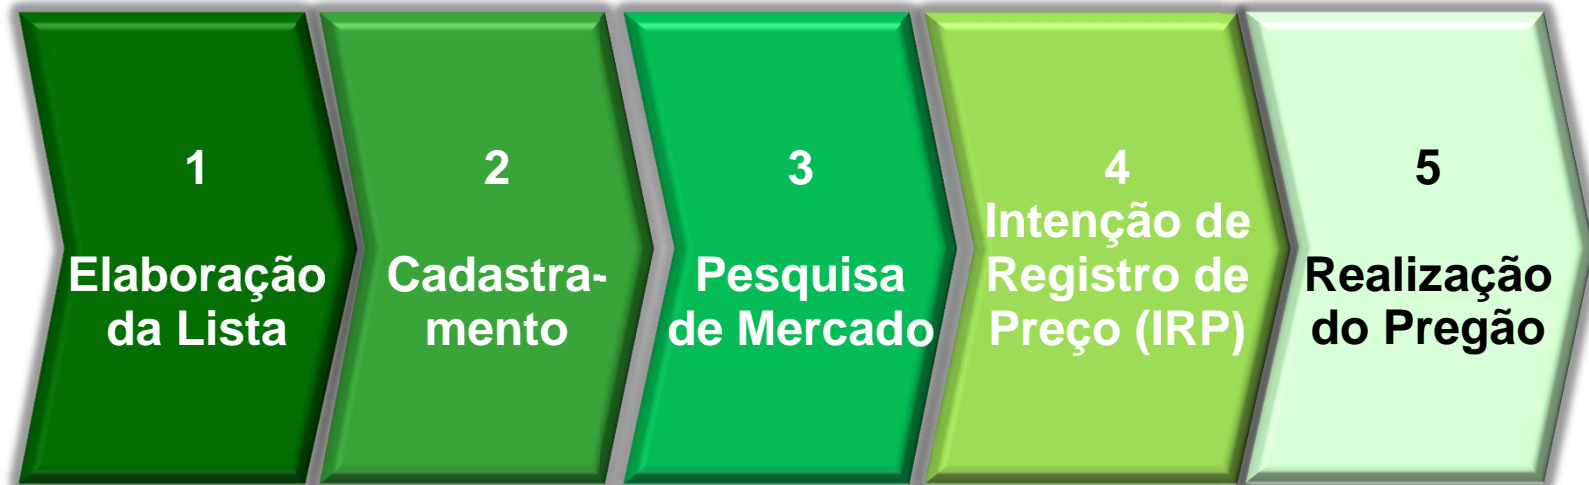 1
Elaboração
da Lista
2
Cadastra-
mento
3
Pesquisa
de Mercado
4
Intenção de
Registro de
Preço (IRP)
5
Realização
do Pregão